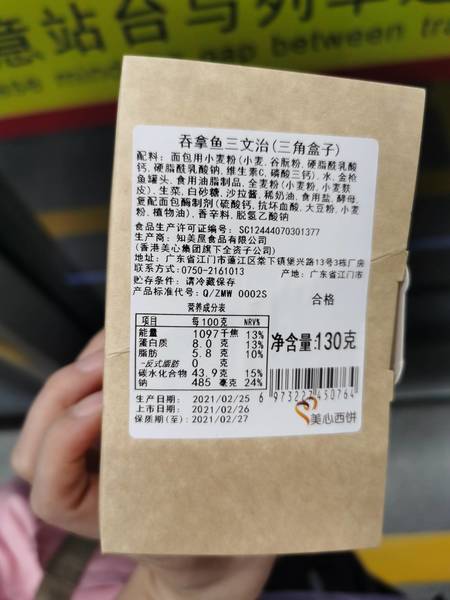 意站台与列车之
mind gap between tra
吞拿鱼三文治(三角盒子)
配料: 面包用小麦粉(小麦,谷朊粉,硬脂酰乳酸
钙,硬脂酰乳酸钠,维生素C,磷酸三钙),水,金枪
鱼罐头,食用油脂制品,全麦粉(小麦粉,小麦麸
皮),生菜,白砂糖,沙拉酱,稀奶油,食用盐,酵母,
复配面包酶制剂(硫酸钙,抗坏血酸,大豆粉,小麦
粉,植物油),香辛料,脱氢乙酸钠
食品生产许可证编号: SC12444070301377
生产商: 知美屋食品有限公司
(香港美心集团旗下全资子公司)
地址: 广东省江门市蓬江区棠下镇堡兴路13号3栋厂房
联系方式:0750-2161013 产地: 广东省江门市
贮存条件: 请冷藏保存
产品标准代号: Q/ZMW 0002S
合格
营养成分表
项目 每100克 NRV%
能量 1097千焦 13%
蛋白质 8.0 克 13%
脂肪 5.8 克 10%
-反式脂肪 0 克
碳水化合物 43.9克 15%
钠 485 毫克 24%
净含量:130克
生产日期: 2021/02/25
上市日期: 2021/02/26
保质期(至): 2021/02/27
6 973222 450764
美心西饼